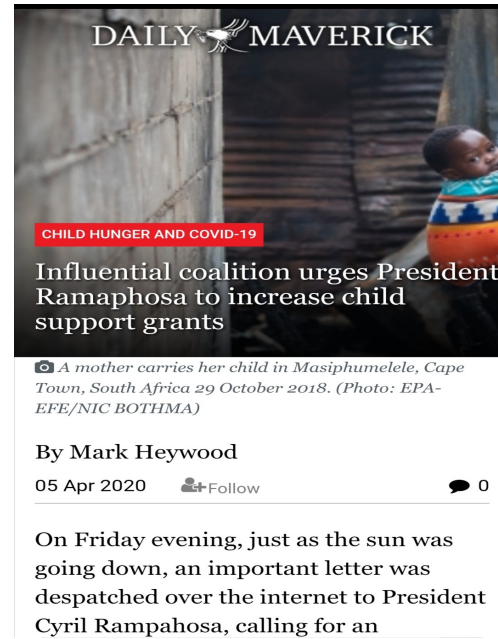 DAILY MAVERICK
CHILD HUNGER AND COVID-19
Influential coalition urges President
Ramaphosa to increase child
support grants
A mother carries her child in Masiphumelele, Cape
Town, South Africa 29 October 2018. (Photo: EPA-
EFE/NIC BOTHMA)
By Mark Heywood
05 Apr 2020 Follow 0
On Friday evening, just as the sun was
going down, an important letter was
despatched over the internet to President
Cyril Rampahosa, calling for an